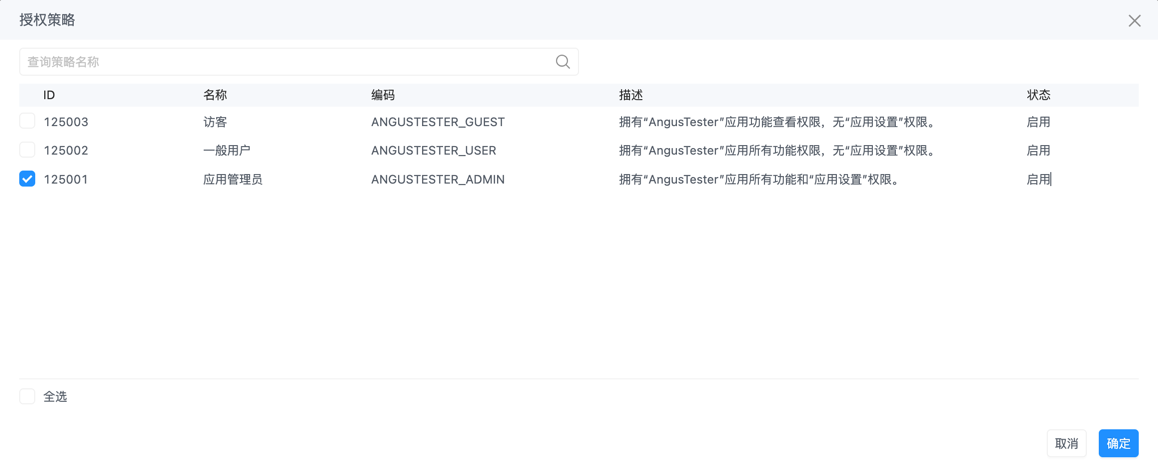 授权策略
查询策略名称
ID 名称 编码 描述 状态
125003 访客 ANGUSTESTER_GUEST 拥有“AngusTester”应用功能查看权限，无“应用设置”权限。 启用
125002 一般用户 ANGUSTESTER_USER 拥有“AngusTester”应用所有功能权限，无“应用设置”权限。 启用
125001 应用管理员 ANGUSTESTER_ADMIN 拥有“AngusTester”应用所有功能和“应用设置”权限。 启用
全选
取消 确定